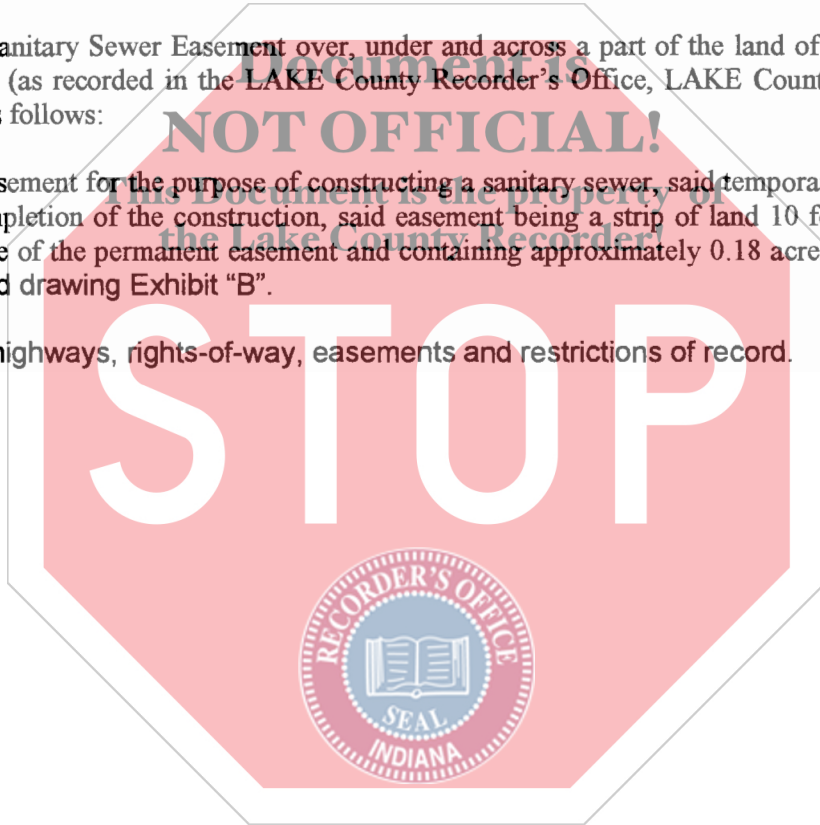 anitary Sewer Easement over, under and across a part of the land of
Document is
(as recorded in the LAKE County Recorder's Office, LAKE Count
s follows:
NOT OFFICIAL!
sement for the purpose of constructing a sanitary sewer, said tempora
This Document is the property of
pletion of the construction, said easement being a strip of land 10 f
the Lake County Recorder!
e of the permanent easement and containing approximately 0.18 acre
d drawing Exhibit "B".
ighways, rights-of-way, easements and restrictions of record.
STOP
RECORDER'S OFFICE
SEAL
INDIANA